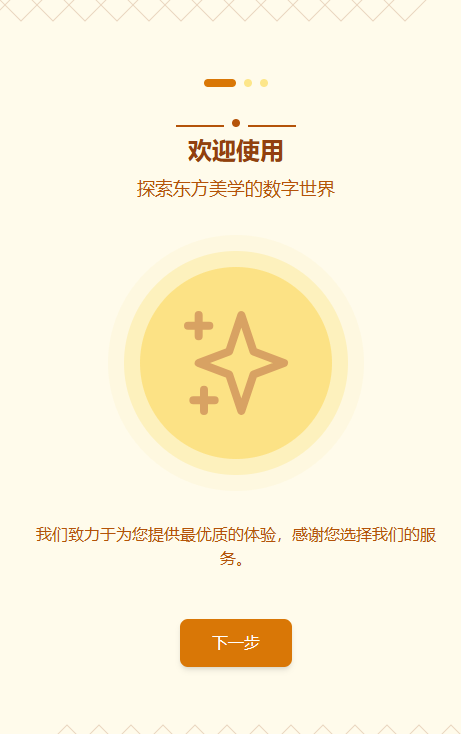 欢迎使用
探索东方美学的数字世界
我们致力于为您提供最优质的体验，感谢您选择我们的服
务。
下一步